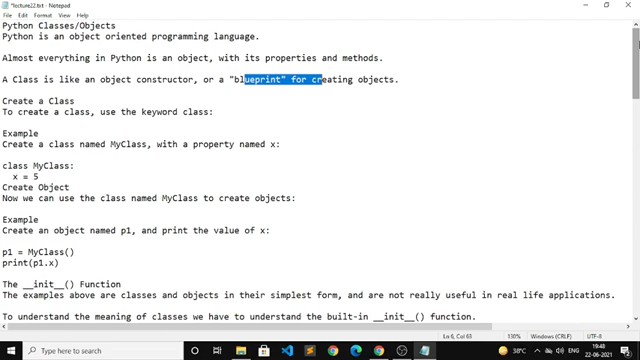 *lecture22.txt - Notepad
File Edit Format View Help
Python Classes/Objects
Python is an object oriented programming language.
Almost everything in Python is an object, with its properties and methods.
A Class is like an object constructor, or a "blueprint" for creating objects.
Create a Class
To create a class, use the keyword class:
Example
Create a class named MyClass, with a property named x:
class MyClass:
x = 5
Create Object
Now we can use the class named MyClass to create objects:
Example
Create an object named p1, and print the value of x:
p1 = MyClass()
print(p1.x)
The __init__() Function
The examples above are classes and objects in their simplest form, and are not really useful in real life applications.
To understand the meaning of classes we have to understand the built-in __init__() function.
Ln 6, Col 63 130% Windows (CRLF) UTF-8
Type here to search 38°C ENG 19:48 22-06-2021